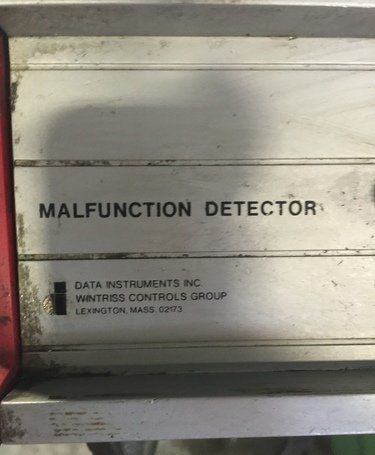 MALFUNCTION DETECTOR
DATA INSTRUMENTS INC
WINTRISS CONTROLS GROUP
LEXINGTON, MASS. 02173